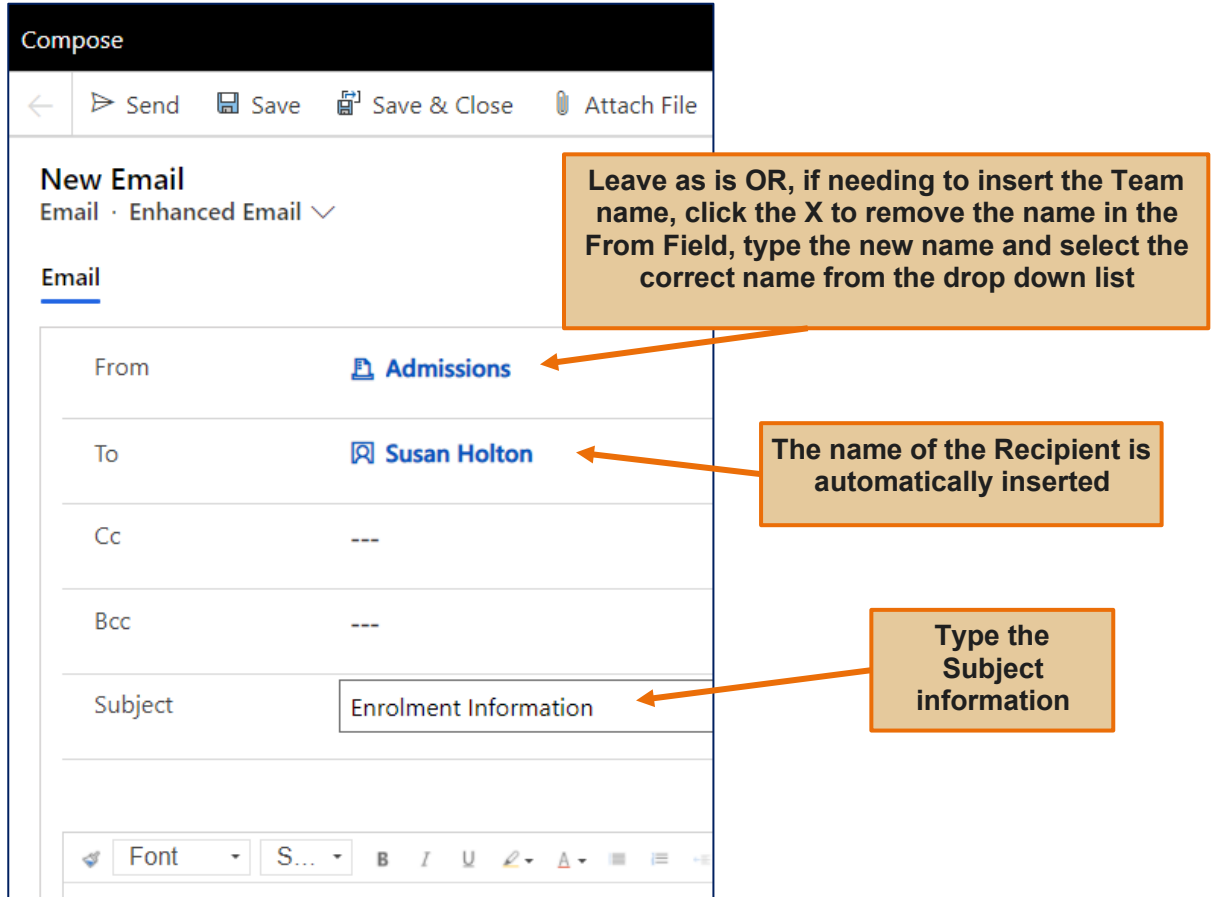 Compose
Send Save Save & Close Attach File
New Email
Email · Enhanced Email
Leave as is OR, if needing to insert the Team
name, click the X to remove the name in the
From Field, type the new name and select the
correct name from the drop down list
Email
From Admissions
To Susan Holton
The name of the Recipient is
automatically inserted
Cc ---
Bcc ---
Type the
Subject
information
Subject Enrolment Information
Font S... B I U A